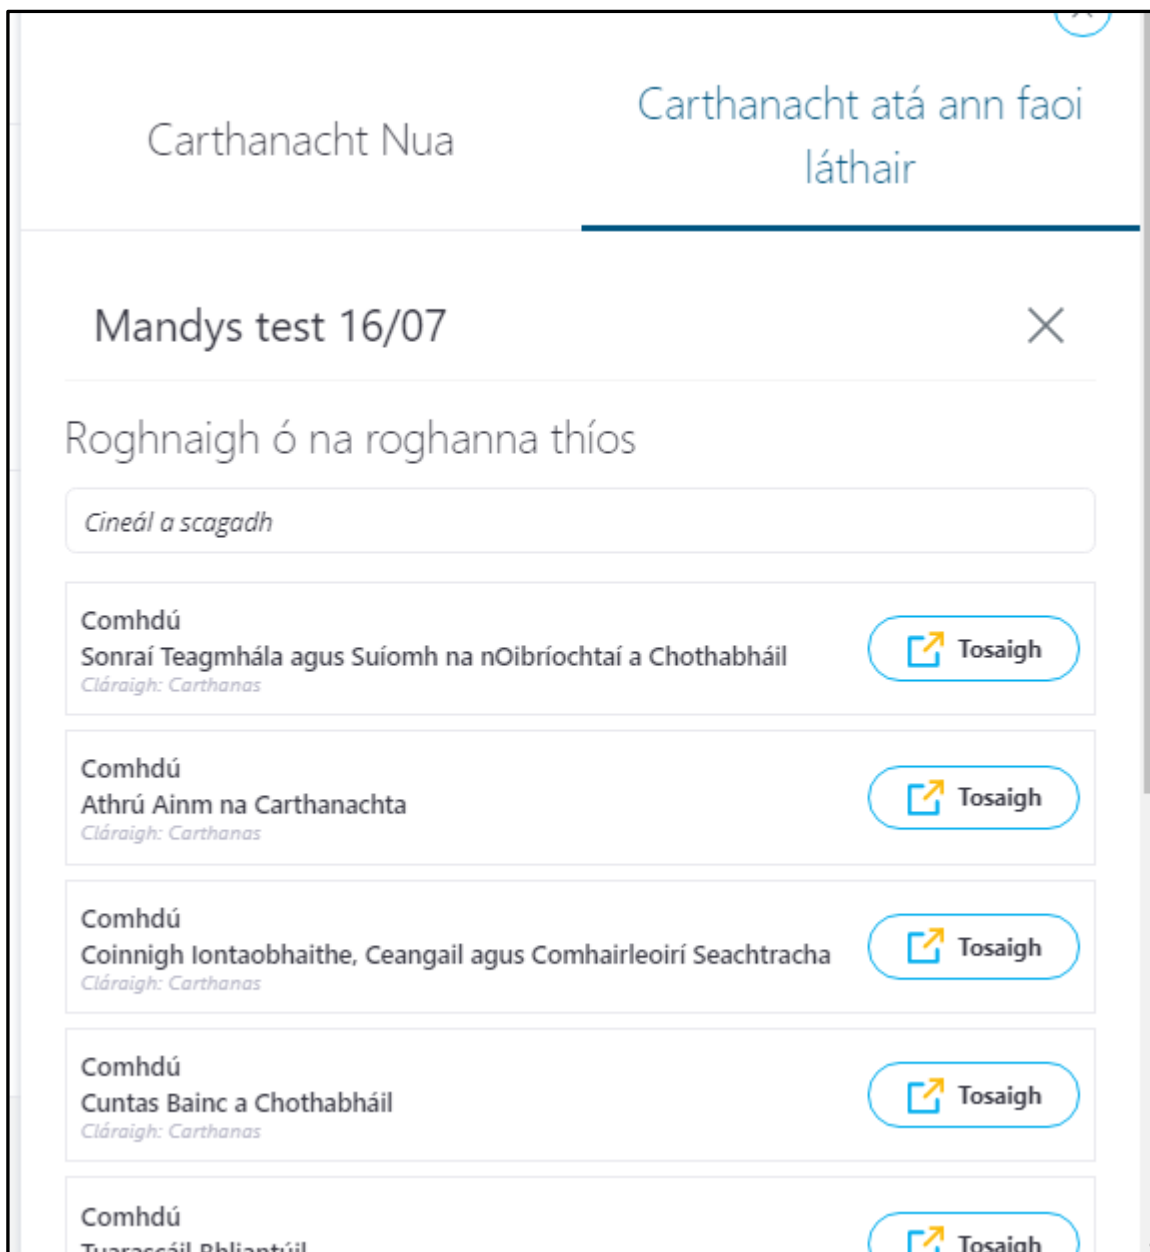 Carthanacht Nua
Carthanacht atá ann faoi
láthair
Mandys test 16/07
Roghnaigh ó na roghanna thíos
Cineál a scagadh
Comhdú
Sonraí Teagmhála agus Suíomh na nOibríochtaí a Chothabháil
Cláraigh: Carthanas
Tosaigh
Comhdú
Athrú Ainm na Carthanachta
Cláraigh: Carthanas
Tosaigh
Comhdú
Coinnigh Iontaobhaithe, Ceangail agus Comhairleoirí Seachtracha
Cláraigh: Carthanas
Tosaigh
Comhdú
Cuntas Bainc a Chothabháil
Cláraigh: Carthanas
Tosaigh
Comhdú
Tuarascáil Bhliantúil
Tosaigh